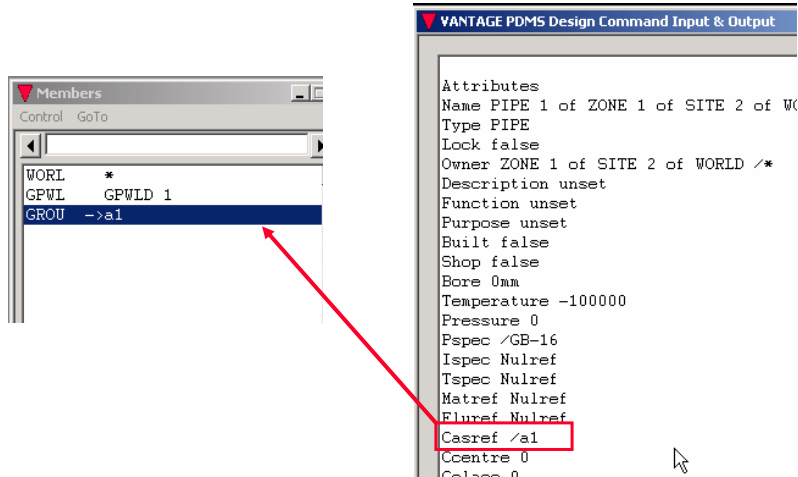 Members
Control GoTo
WORL *
GPWL GPWLD 1
GROU ->a1
VANTAGE PDMS Design Command Input & Output
Attributes
Name PIPE 1 of ZONE 1 of SITE 2 of WO
Type PIPE
Lock false
Owner ZONE 1 of SITE 2 of WORLD /*
Description unset
Function unset
Purpose unset
Built false
Shop false
Bore 0mm
Temperature -100000
Pressure 0
Pspec /GB-16
Ispec Nulref
Tspec Nulref
Matref Nulref
Fluref Nulref
Casref /a1
Ccentre 0